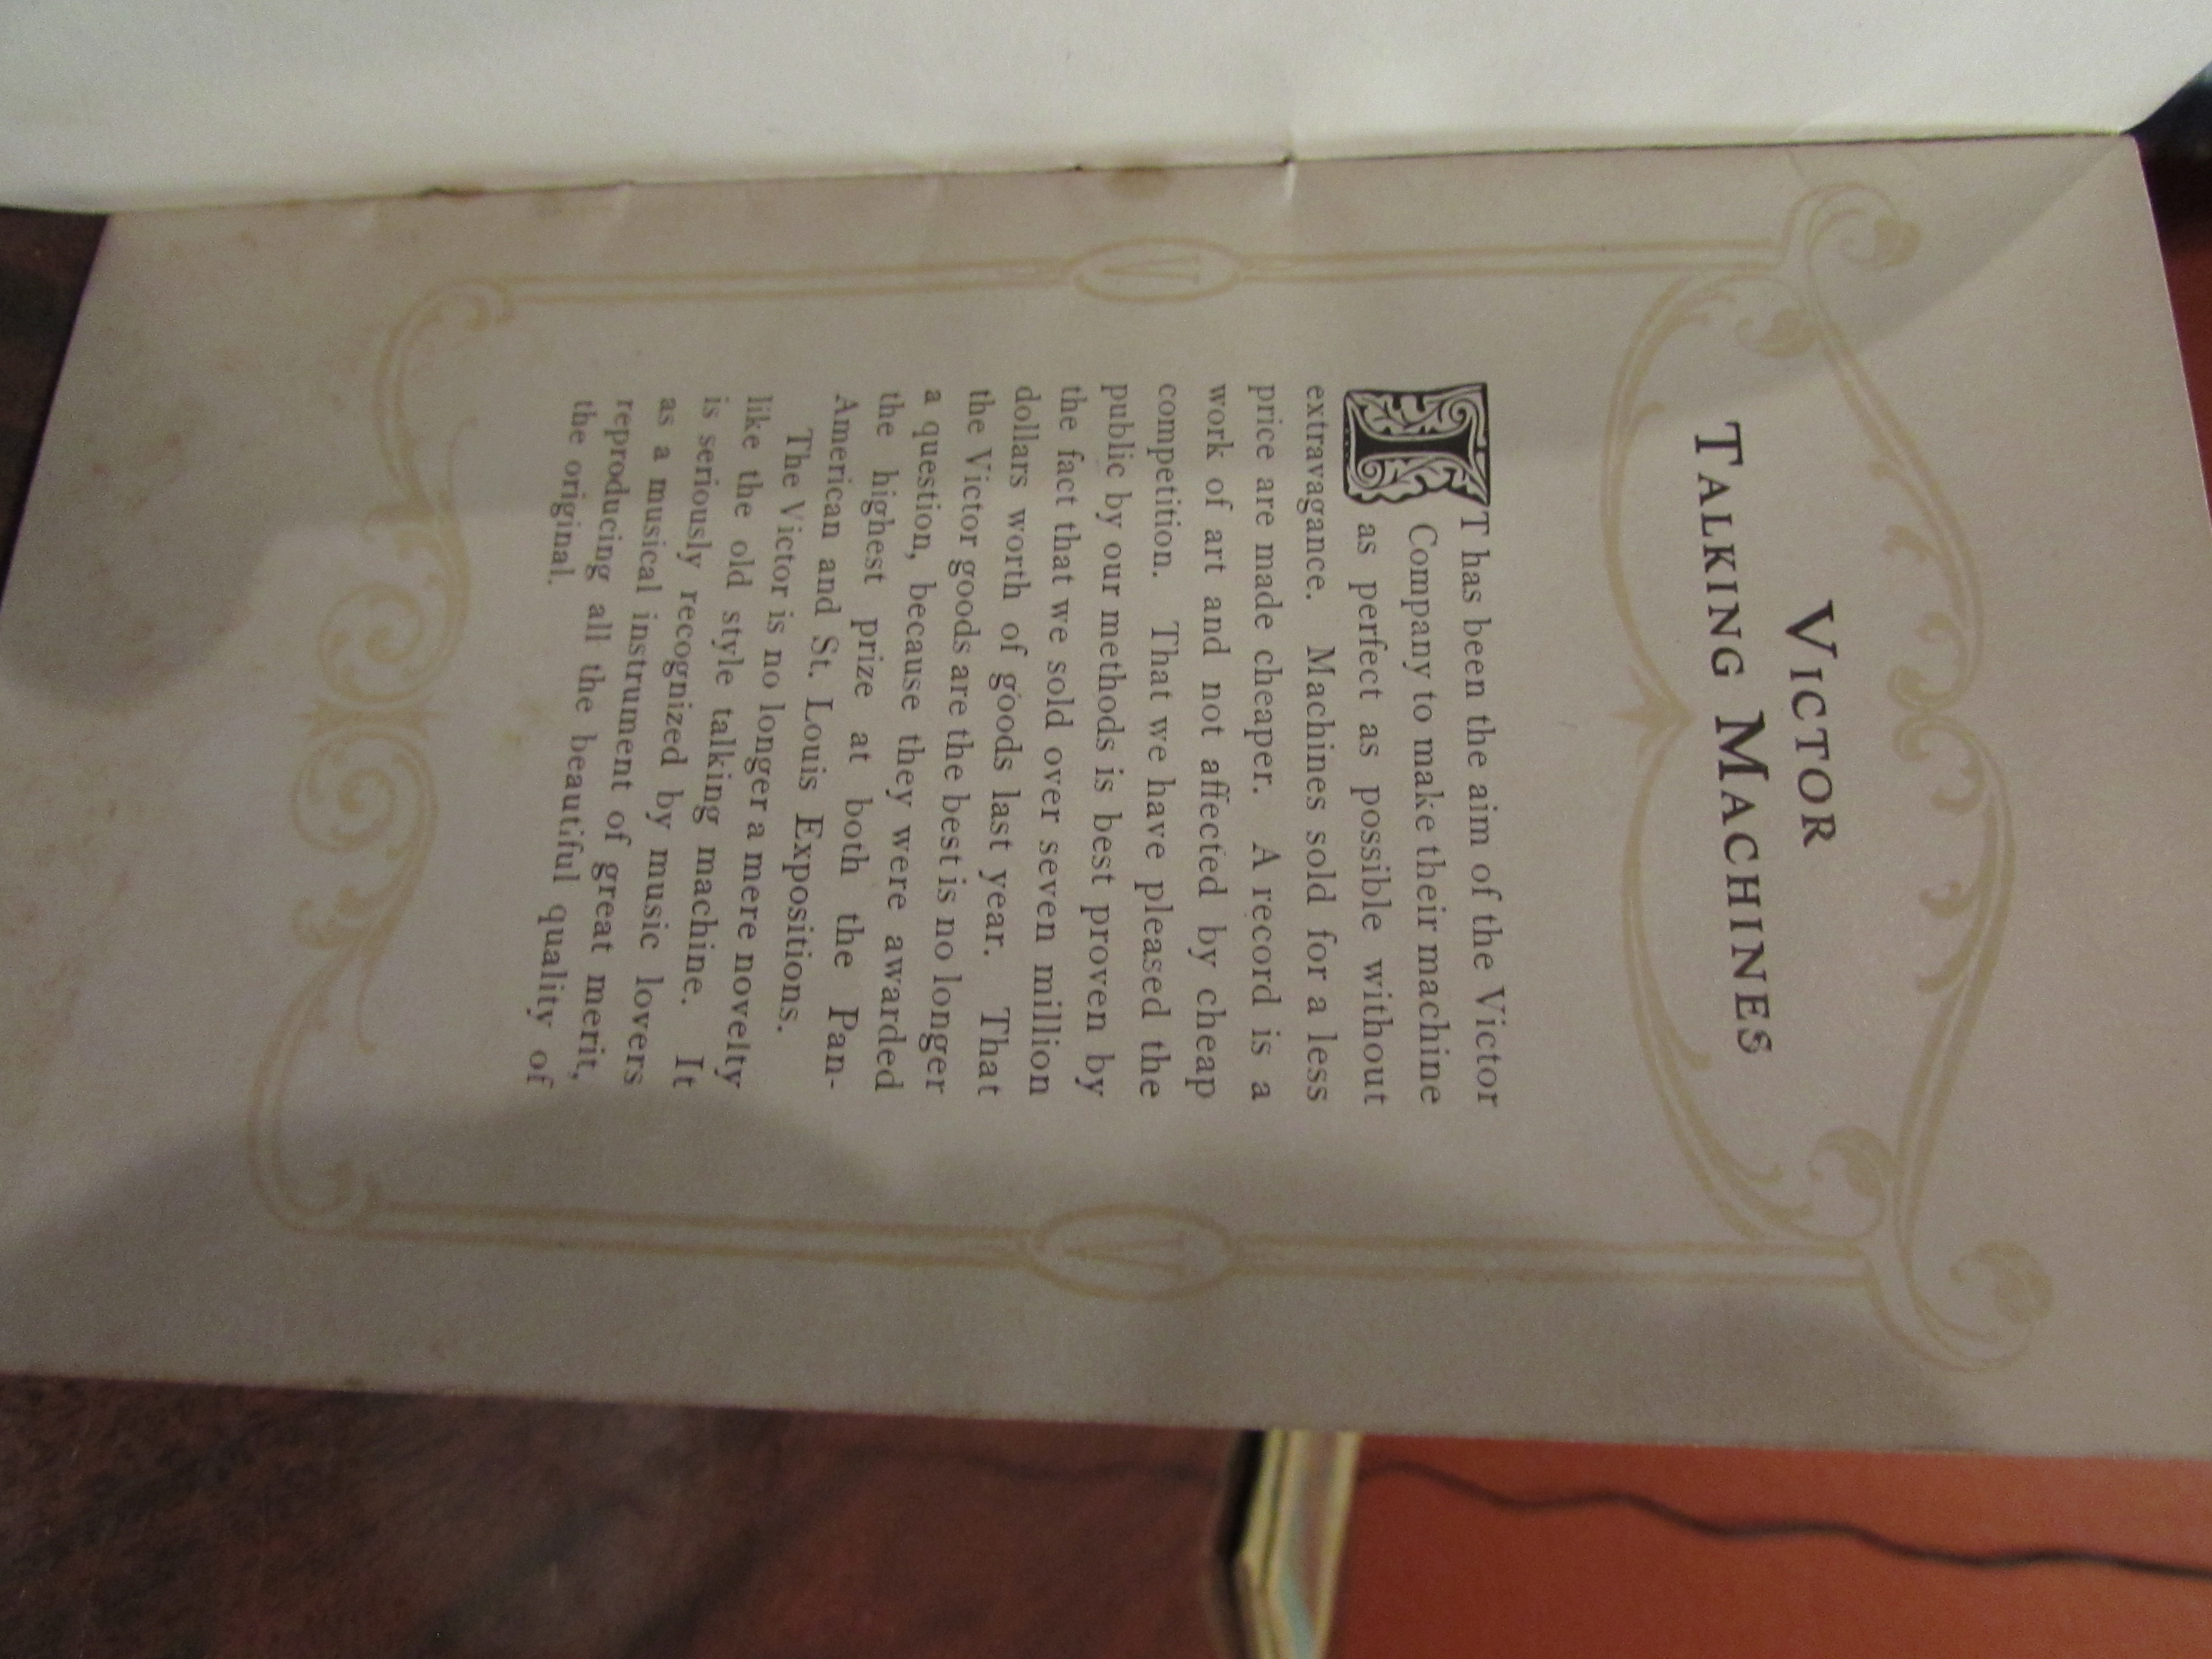 VICTOR
TALKING MACHINES
IT has been the aim of the Victor
Company to make their machine
as perfect as possible without
extravagance. Machines sold for a less
price are made cheaper. A record is a
work of art and not affected by cheap
competition. That we have pleased the
public by our methods is best proven by
the fact that we sold over seven million
dollars worth of goods last year. That
the Victor goods are the best is no longer
a question, because they were awarded
the highest prize at both the Pan-
American and St. Louis Expositions.
The Victor is no longer a mere novelty
like the old style talking machine. It
is seriously recognized by music lovers
as a musical instrument of great merit,
reproducing all the beautiful quality of
the original.
V
V